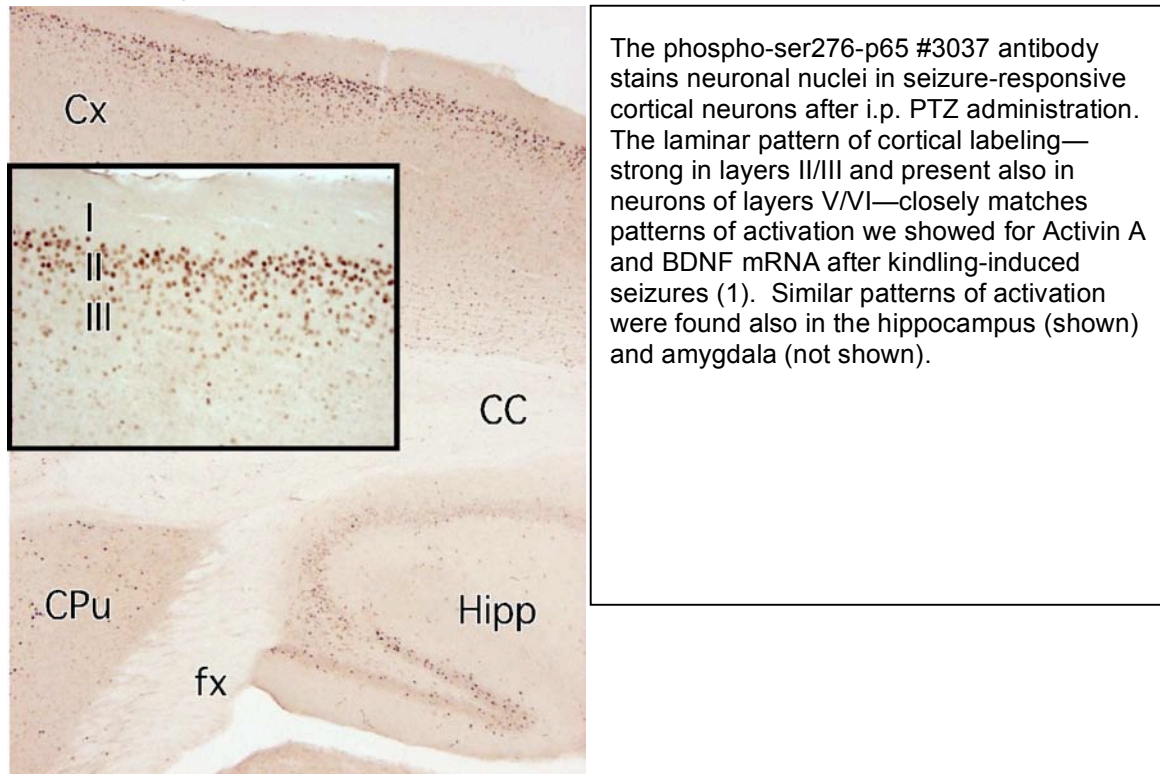 Cx
I
II
III
CC
CPu
Hipp
fx
The phospho-ser276-p65 #3037 antibody
stains neuronal nuclei in seizure-responsive
cortical neurons after i.p. PTZ administration.
The laminar pattern of cortical labeling—
strong in layers II/III and present also in
neurons of layers V/VI—closely matches
patterns of activation we showed for Activin A
and BDNF mRNA after kindling-induced
seizures (1).  Similar patterns of activation
were found also in the hippocampus (shown)
and amygdala (not shown).